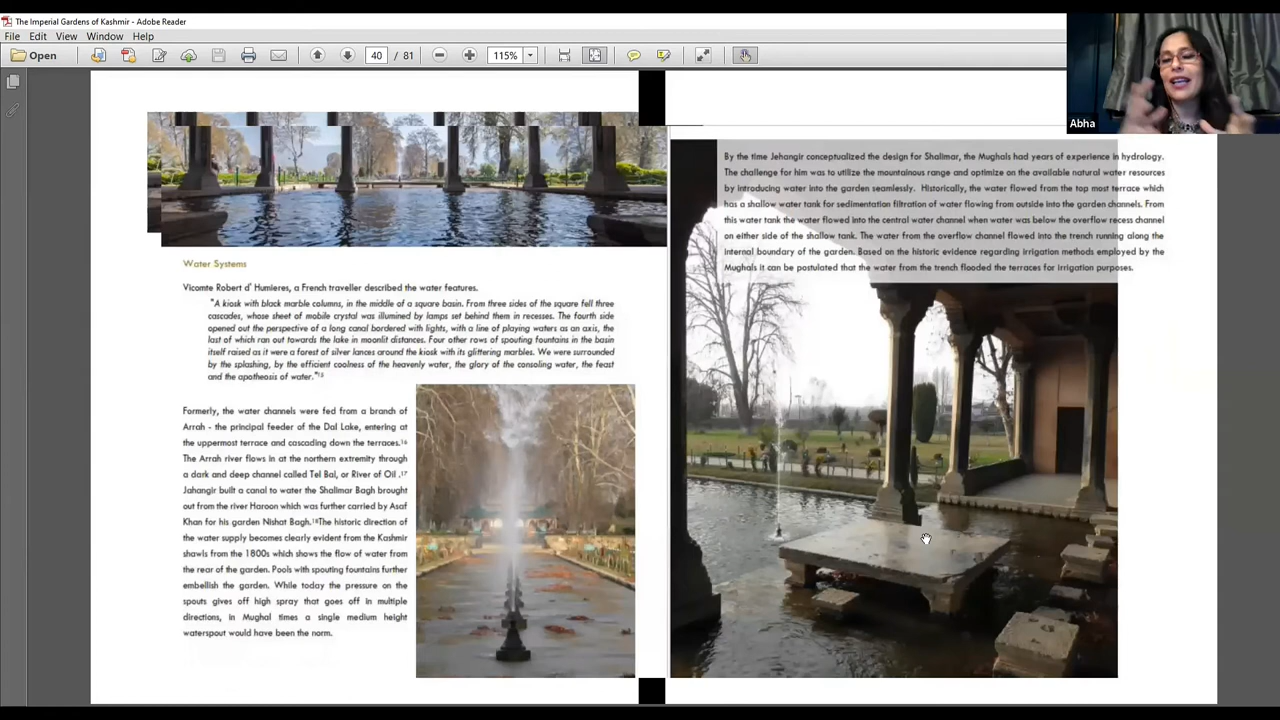 The Imperial Gardens of Kashmir - Adobe Reader
File Edit View Window Help
Open
40 / 81
115%
Abha
Water Systems
Vicomte Robert d' Humieres, a French traveller described the water features.
"A kiosk with black marble columns, in the middle of a square basin. From three sides of the square fell three
cascades, whose sheet of mobile crystal was illumined by lamps set behind them in recesses. The fourth side
opened out the perspective of a long canal bordered with lights, with a line of playing waters as an axis, the
last of which ran out towards the lake in moonlit distances. Four other rows of spouting fountains in the basin
itself raised as it were a forest of silver lances around the kiosk with its glittering marbles. We were surrounded
by the splashing, by the efficient coolness of the heavenly water, the glory of the consoling water, the feast
and the apotheosis of water."15
Formerly, the water channels were fed from a branch of
Arrah - the principal feeder of the Dal Lake, entering at
the uppermost terrace and cascading down the terraces.16
The Arrah river flows in at the northern extremity through
a dark and deep channel called Tel Bal, or River of Oil .17
Jahangir built a canal to water the Shalimar Bagh brought
out from the river Haroon which was further carried by Asaf
Khan for his garden Nishat Bagh.18The historic direction of
the water supply becomes clearly evident from the Kashmir
shawls from the 1800s which shows the flow of water from
the rear of the garden. Pools with spouting fountains further
embellish the garden. While today the pressure on the
spouts gives off high spray that goes off in multiple
directions, in Mughal times a single medium height
waterspout would have been the norm.
By the time Jehangir conceptualized the design for Shalimar, the Mughals had years of experience in hydrology.
The challenge for him was to utilize the mountainous range and optimize on the available natural water resources
by introducing water into the garden seamlessly. Historically, the water flowed from the top most terrace which
has a shallow water tank for sedimentation filtration of water flowing from outside into the garden channels. From
this water tank the water flowed into the central water channel when water was below the overflow recess channel
on either side of the shallow tank. The water from the overflow channel flowed into the trench running along the
internal boundary of the garden. Based on the historic evidence regarding irrigation methods employed by the
Mughals it can be postulated that the water from the trench flooded the terraces for irrigation purposes.